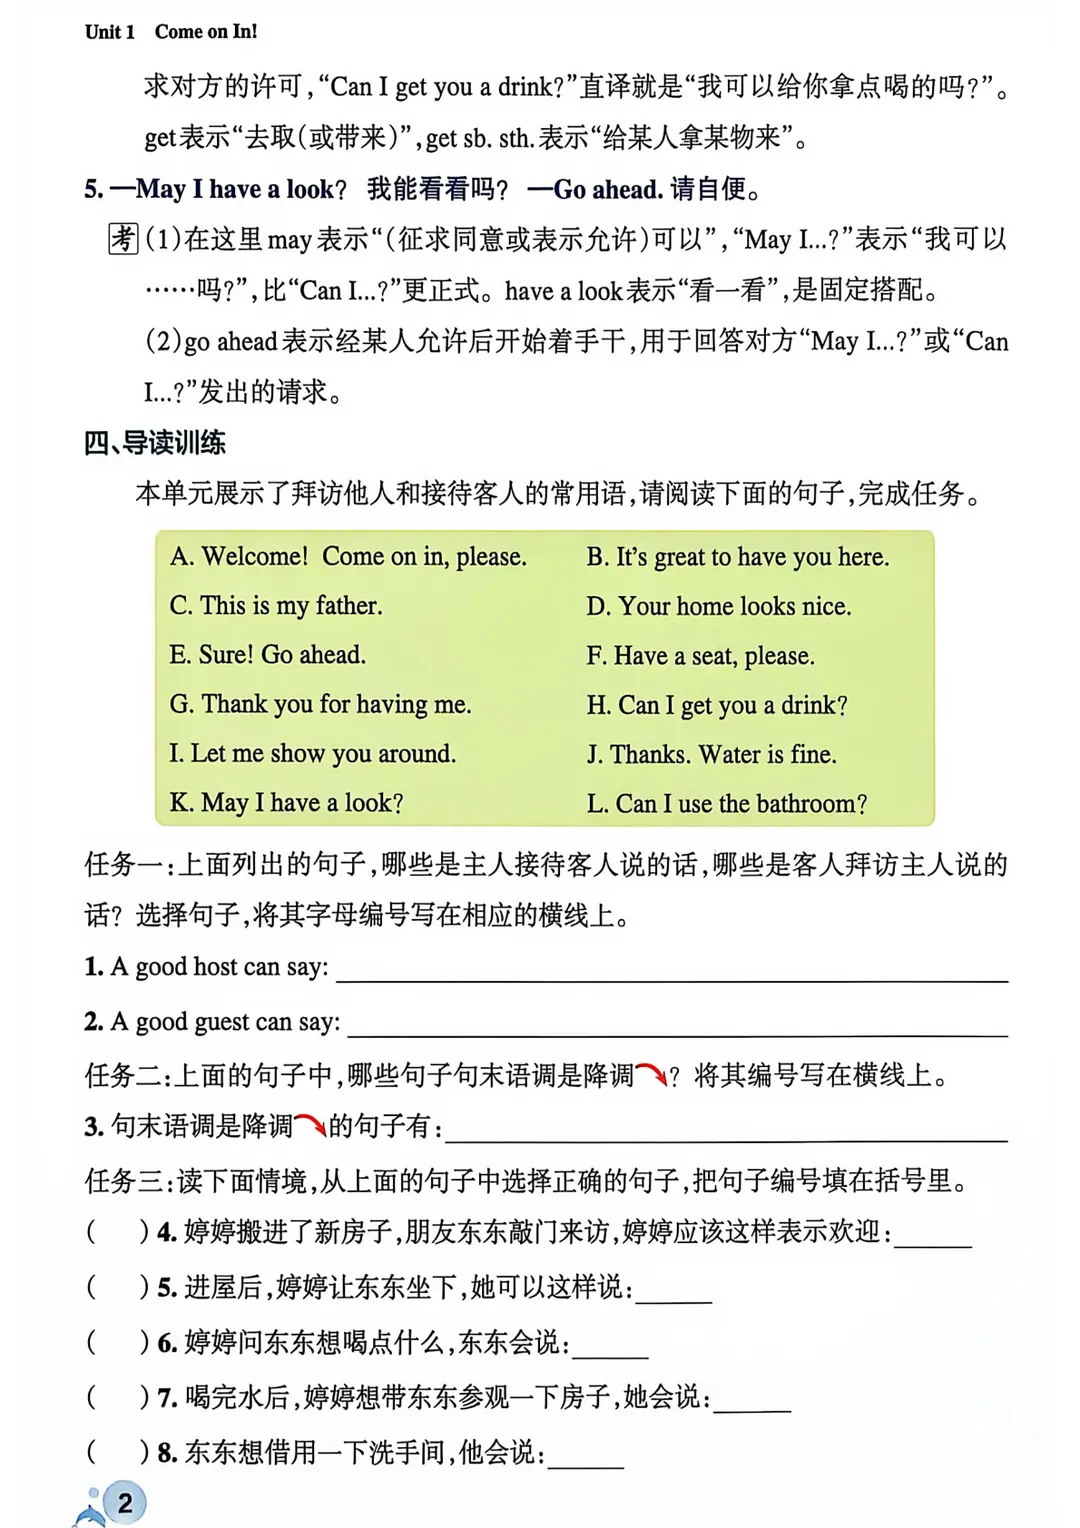 Unit 1 Come on In!
求对方的许可,“Can I get you a drink?”直译就是“我可以给你拿点喝的吗?”。
get表示“去取(或带来)”,get sb. sth.表示“给某人拿某物来”。
5. —May I have a look? 我能看看吗? —Go ahead. 请自便。
考 (1)在这里may表示“(征求同意或表示允许)可以”,“May I...?”表示“我可以
……吗?”,比“Can I...?”更正式。have a look表示“看一看”,是固定搭配。
(2)go ahead表示经某人允许后开始着手干,用于回答对方“May I...?”或“Can
I...?”发出的请求。
四、导读训练
本单元展示了拜访他人和接待客人的常用语,请阅读下面的句子,完成任务。
A. Welcome! Come on in, please. B. It’s great to have you here.
C. This is my father. D. Your home looks nice.
E. Sure! Go ahead. F. Have a seat, please.
G. Thank you for having me. H. Can I get you a drink?
I. Let me show you around. J. Thanks. Water is fine.
K. May I have a look? L. Can I use the bathroom?
任务一:上面列出的句子,哪些是主人接待客人说的话,哪些是客人拜访主人说的
话? 选择句子,将其字母编号写在相应的横线上。
1. A good host can say: ______
2. A good guest can say: ______
任务二:上面的句子中,哪些句子句末语调是降调? 将其编号写在横线上。
3. 句末语调是降调的句子有:______
任务三:读下面情境,从上面的句子中选择正确的句子,把句子编号填在括号里。
( )4. 婷婷搬进了新房子,朋友东东敲门来访,婷婷应该这样表示欢迎:______
( )5. 进屋后,婷婷让东东坐下,她可以这样说:______
( )6. 婷婷问东东想喝点什么,东东会说:______
( )7. 喝完水后,婷婷想带东东参观一下房子,她会说:______
( )8. 东东想借用一下洗手间,他会说:______
2